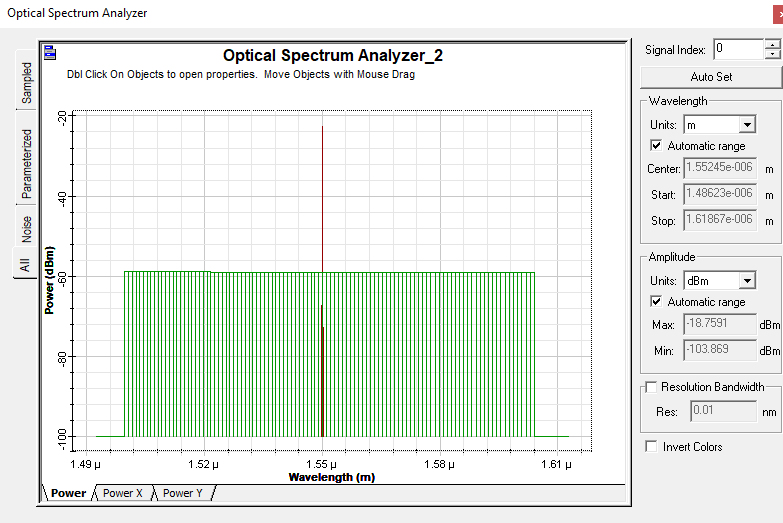 Optical Spectrum Analyzer
Optical Spectrum Analyzer_2
Dbl Click On Objects to open properties. Move Objects with Mouse Drag
Sampled
Parameterized
Noise
All
Power (dBm)
-20
-40
-60
-80
-100
1.49 µ
1.52 µ
1.55 µ
1.58 µ
1.61 µ
Wavelength (m)
Power
Power X
Power Y
Signal Index: 0
Auto Set
Wavelength
Units: m
Automatic range
Center: 1.55245e-006 m
Start: 1.48623e-006 m
Stop: 1.61867e-006 m
Amplitude
Units: dBm
Automatic range
Max: -18.7591 dBm
Min: -103.869 dBm
Resolution Bandwidth
Res: 0.01 nm
Invert Colors